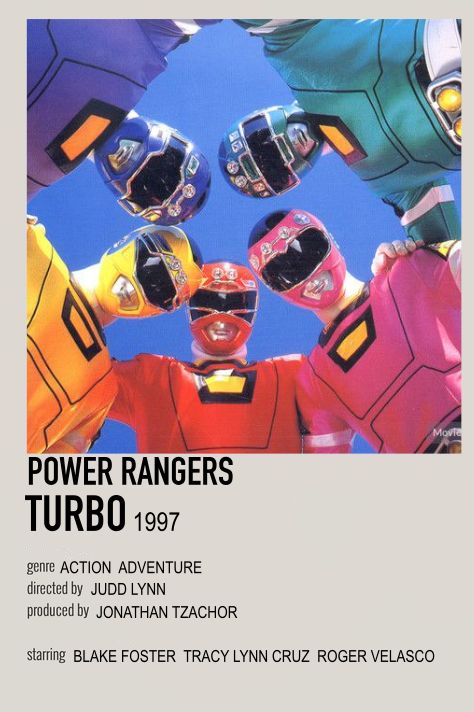 Movie
POWER RANGERS
TURBO 1997
genre ACTION ADVENTURE
directed by JUDD LYNN
produced by JONATHAN TZACHOR
starring BLAKE FOSTER TRACY LYNN CRUZ ROGER VELASCO